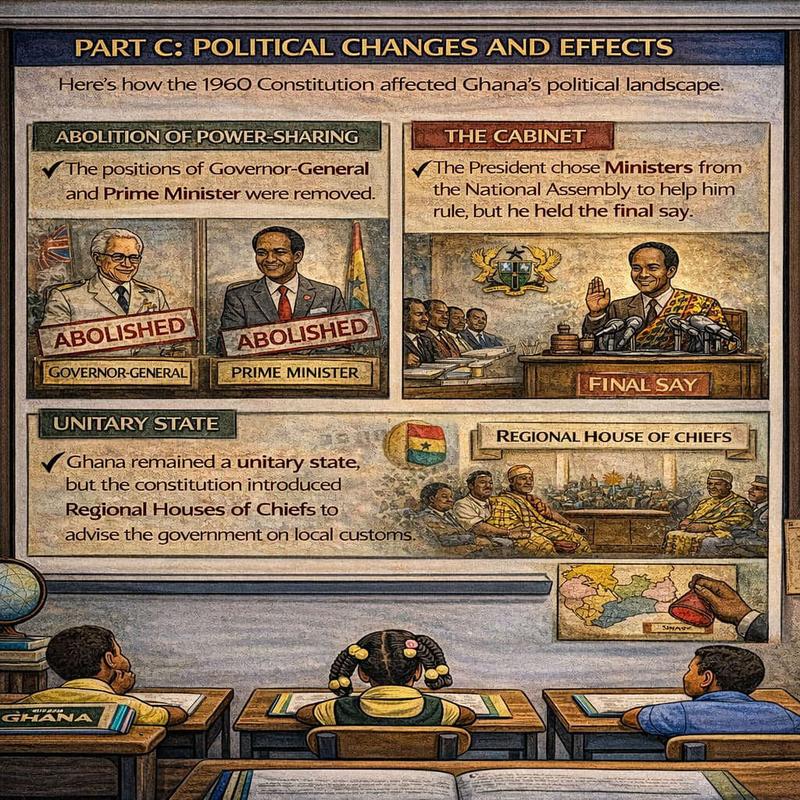 PART C: POLITICAL CHANGES AND EFFECTS
Here's how the 1960 Constitution affected Ghana's political landscape.
ABOLITION OF POWER-SHARING
✓ The positions of Governor-General
and Prime Minister were removed.
ABOLISHED
ABOLISHED
GOVERNOR-GENERAL
PRIME MINISTER
THE CABINET
✓ The President chose Ministers from
the National Assembly to help him
rule, but he held the final say.
FINAL SAY
UNITARY STATE
✓ Ghana remained a unitary state,
but the constitution introduced
Regional Houses of Chiefs to
advise the government on local customs.
REGIONAL HOUSE OF CHIEFS
GHANA